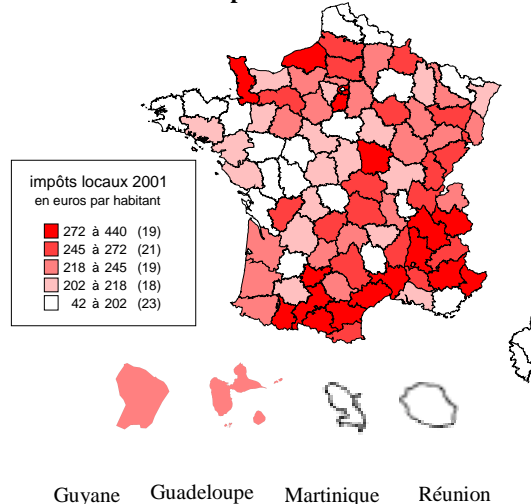 impôts locaux 2001
en euros par habitant
272 à 440 (19)
245 à 272 (21)
218 à 245 (19)
202 à 218 (18)
42 à 202 (23)
Guyane Guadeloupe Martinique Réunion